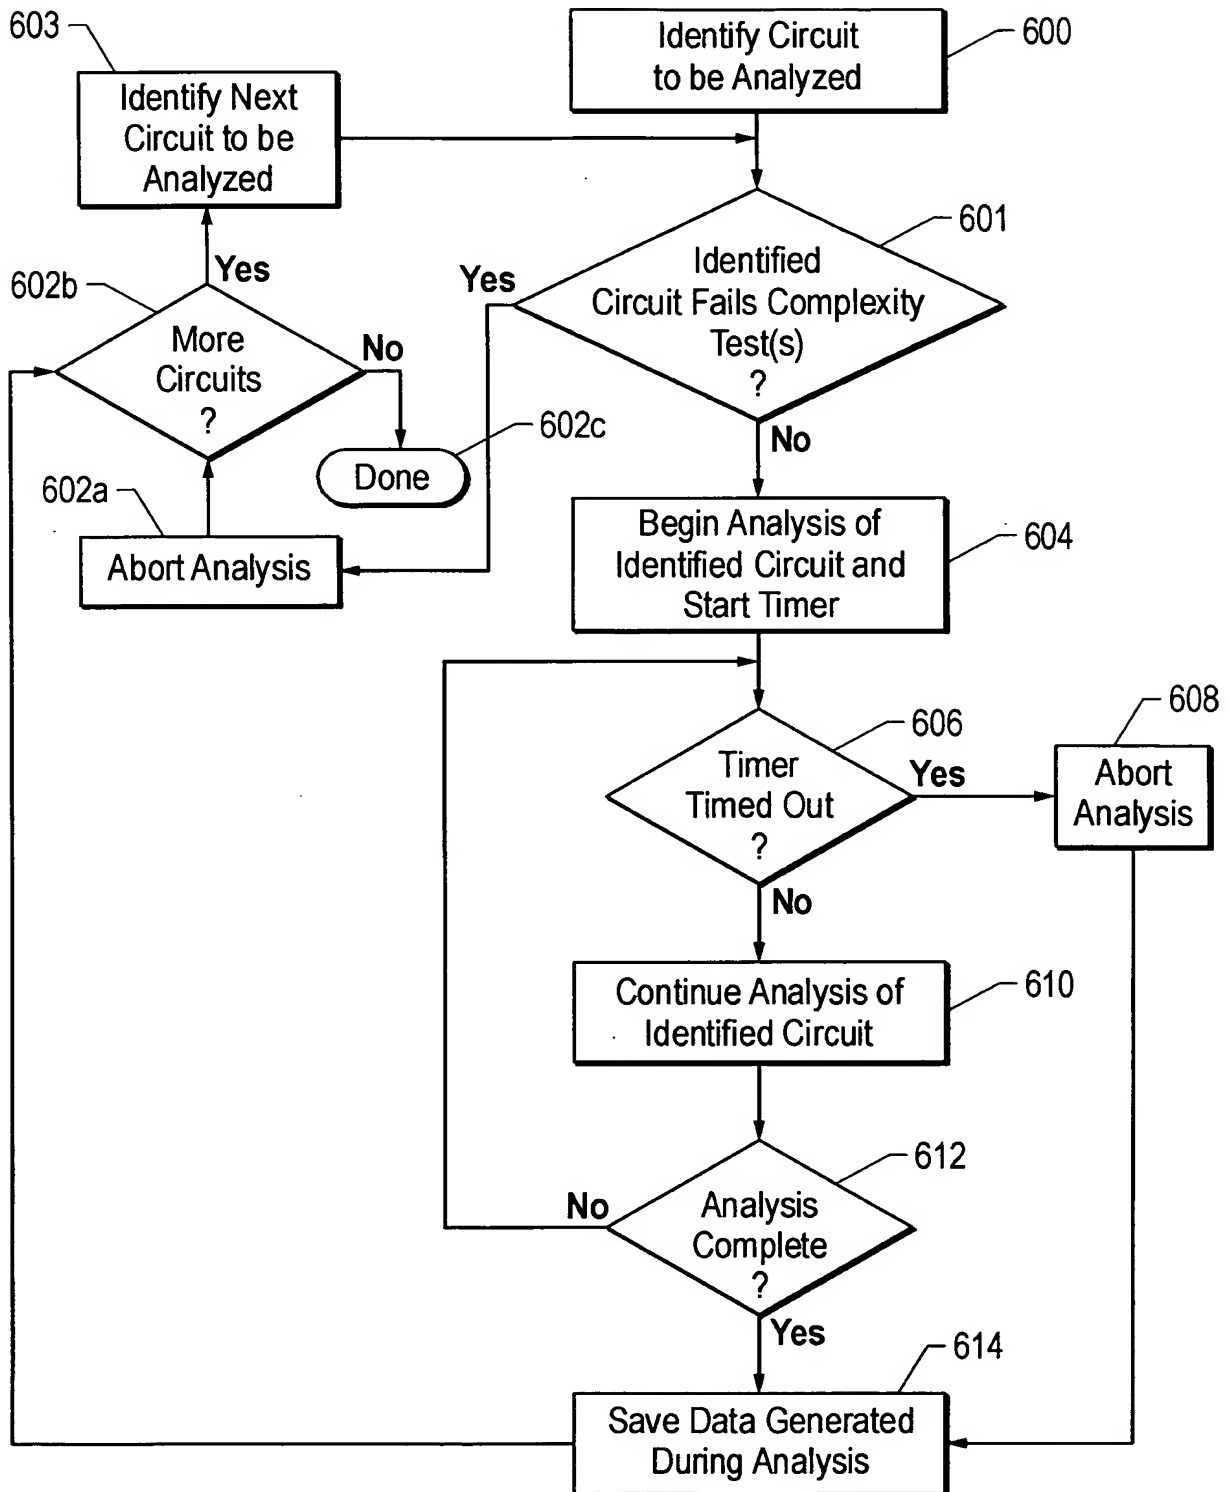 603
Identify Circuit
to be Analyzed
600
Identify Next
Circuit to be
Analyzed
601
Identified
Circuit Fails Complexity
Test(s)
?
Yes
No
602b
Yes
More
Circuits
?
No
602c
Done
602a
Abort Analysis
Begin Analysis of
Identified Circuit and
Start Timer
604
606
Timer
Timed Out
?
Yes
No
608
Abort
Analysis
Continue Analysis of
Identified Circuit
610
612
Analysis
Complete
?
No
Yes
614
Save Data Generated
During Analysis